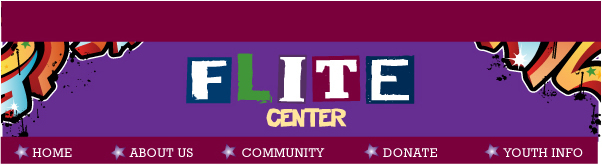 FLITE
CENTER
HOME ABOUT US COMMUNITY DONATE YOUTH INFO